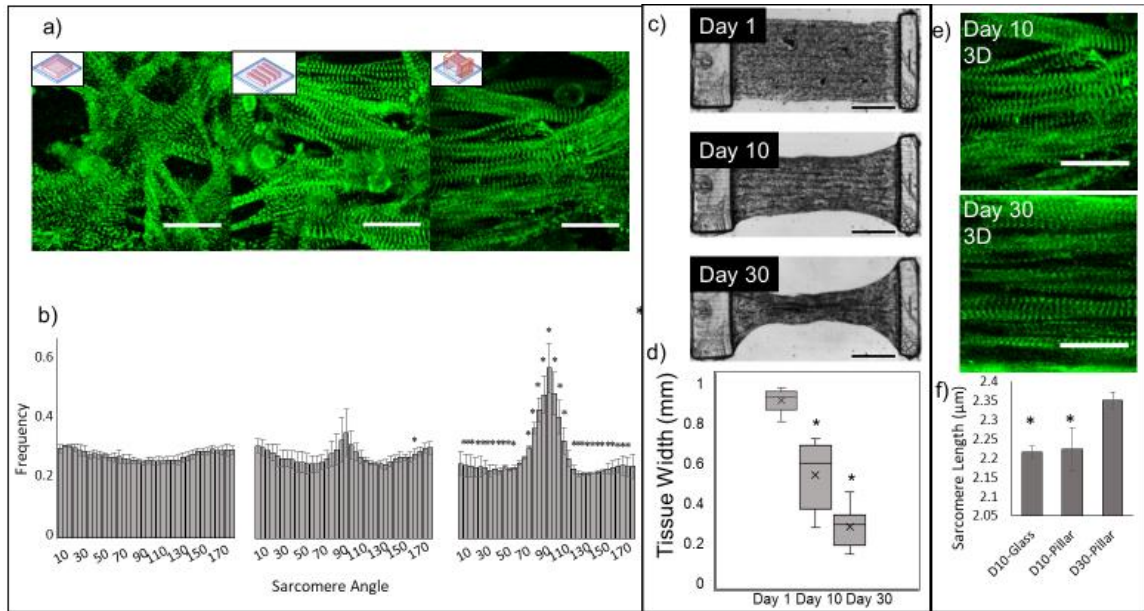 a)
b)
*
Frequency
0.6
0.4
0.2
0
10 30 50 70 90 110 130 150 170
10 30 50 70 90 110 130 150 170
10 30 50 70 90 110 130 150 170
Sarcomere Angle
c)
Day 1
Day 10
Day 30
d)
Tissue Width (mm)
1
0.8
0.6
0.4
0.2
0
*
*
Day 1 Day 10 Day 30
e)
Day 10
3D
Day 30
3D
f)
Sarcomere Length (µm)
2.4
2.35
2.3
2.25
2.2
2.15
2.1
2.05
*
*
D10-Glass
D10-Pillar
D30-Pillar